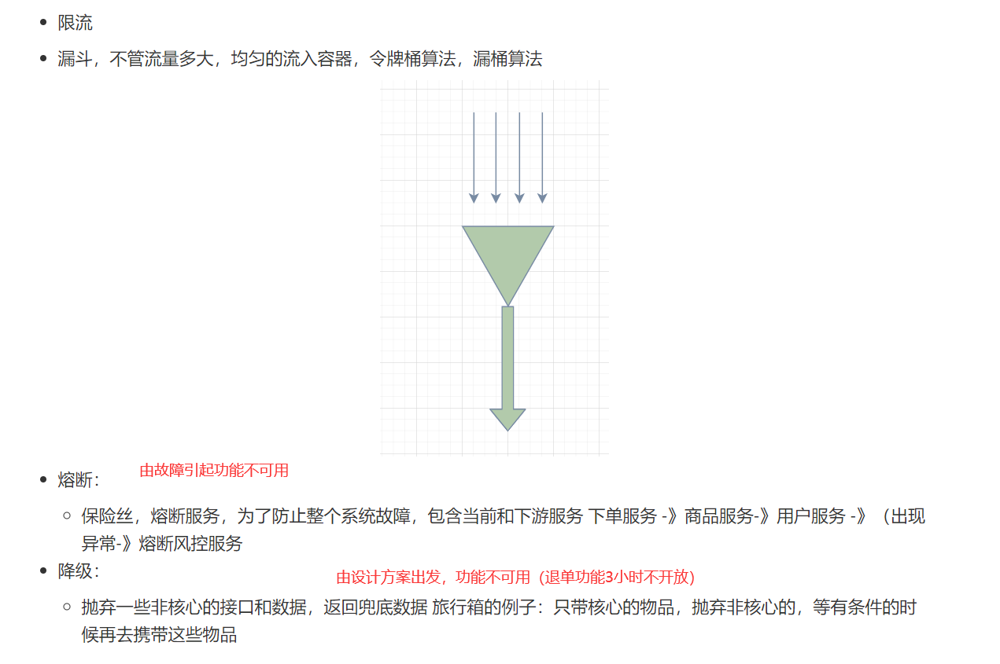 限流
漏斗，不管流量多大，均匀的流入容器，令牌桶算法，漏桶算法
由故障引起功能不可用
熔断：
保险丝，熔断服务，为了防止整个系统故障，包含当前和下游服务 下单服务 -》商品服务-》用户服务 -》（出现
异常-》熔断风控服务
降级：
由设计方案出发，功能不可用（退单功能3小时不开放）
抛弃一些非核心的接口和数据，返回兜底数据 旅行箱的例子：只带核心的物品，抛弃非核心的，等有条件的时
候再去携带这些物品